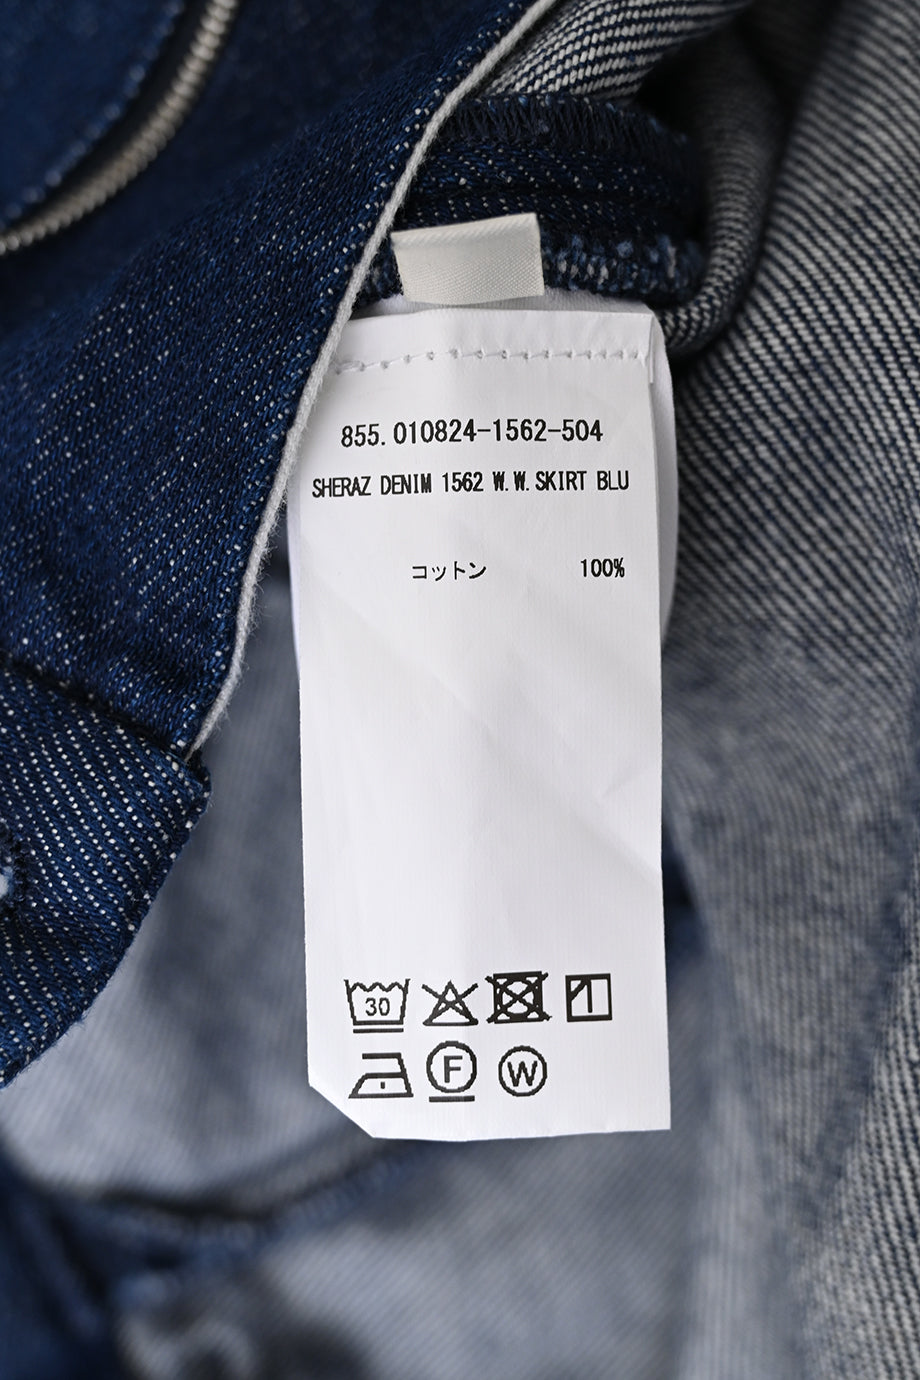 855.010824-1562-504
SHERAZ DENIM 1562 W.W.SKIRT BLU
コットン 100%
30
F W